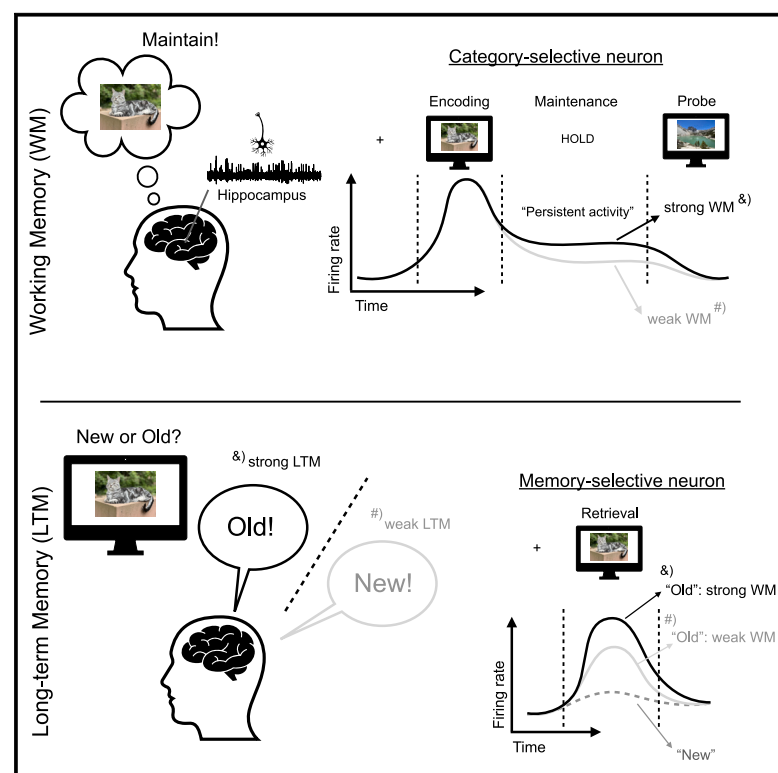 Working Memory (WM)
Maintain!
Hippocampus
Category-selective neuron
Encoding
Maintenance
Probe
+
HOLD
Firing rate
Time
“Persistent activity”
strong WM &)
weak WM #)
Long-term Memory (LTM)
New or Old?
&) strong LTM
Old!
#) weak LTM
New!
Memory-selective neuron
Retrieval
+
&)
“Old”: strong WM
#)
“Old”: weak WM
Firing rate
Time
“New”